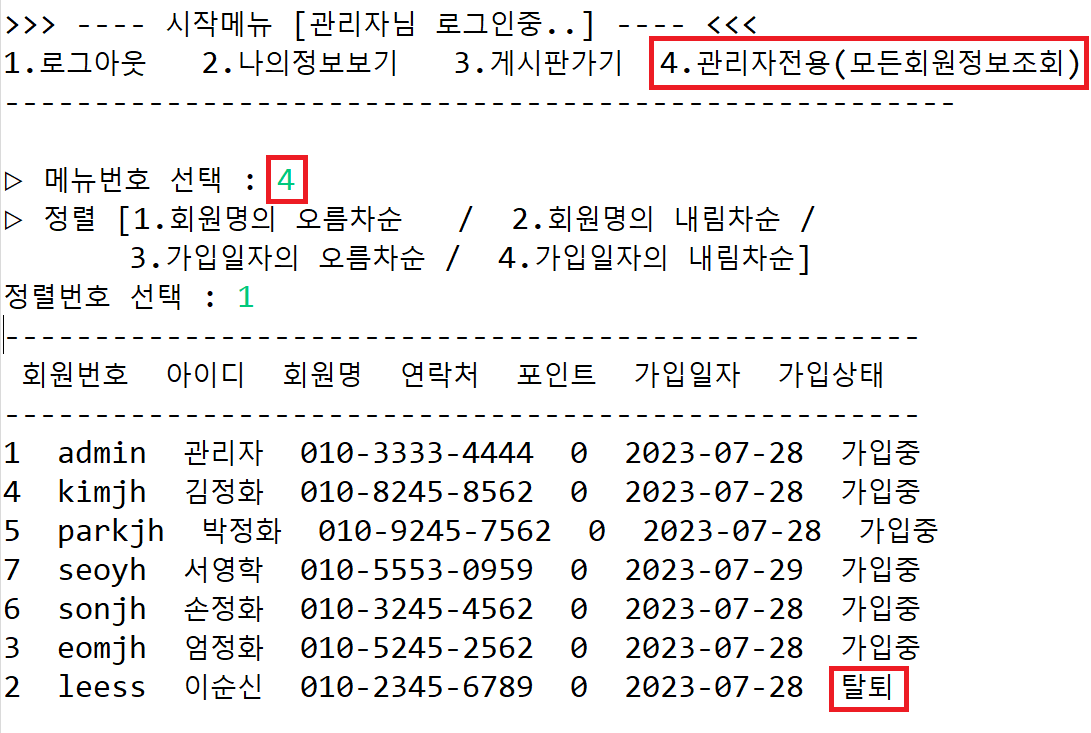 >>> ---- 시작메뉴 [관리자님 로그인중..] ---- <<<
1.로그아웃   2.나의정보보기   3.게시판가기   4.관리자전용(모든회원정보조회)
-----------------------------------------------------
▷ 메뉴번호 선택 : 4
▷ 정렬 [1.회원명의 오름차순   /  2.회원명의 내림차순 /
3.가입일자의 오름차순 /  4.가입일자의 내림차순]
정렬번호 선택 : 1
---------------------------------------------------
회원번호  아이디  회원명  연락처  포인트  가입일자  가입상태
---------------------------------------------------
1  admin  관리자  010-3333-4444  0  2023-07-28  가입중
4  kimjh  김정화  010-8245-8562  0  2023-07-28  가입중
5  parkjh  박정화  010-9245-7562  0  2023-07-28  가입중
7  seoyh  서영학  010-5553-0959  0  2023-07-29  가입중
6  sonjh  손정화  010-3245-4562  0  2023-07-28  가입중
3  eomjh  엄정화  010-5245-2562  0  2023-07-28  가입중
2  leess  이순신  010-2345-6789  0  2023-07-28  탈퇴